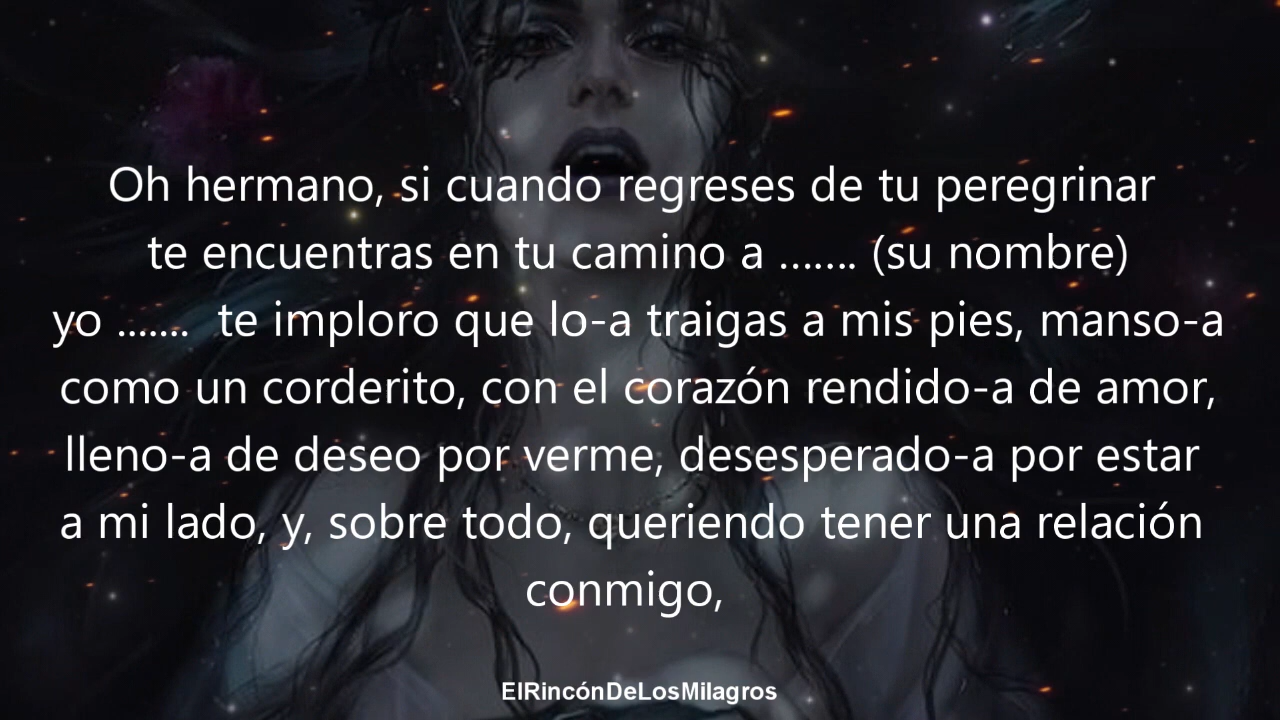 Oh hermano, si cuando regreses de tu peregrinar
te encuentras en tu camino a ....... (su nombre)
yo ....... te imploro que lo-a traigas a mis pies, manso-a
como un corderito, con el corazón rendido-a de amor,
lleno-a de deseo por verme, desesperado-a por estar
a mi lado, y, sobre todo, queriendo tener una relación
conmigo,
ElRincónDeLosMilagros